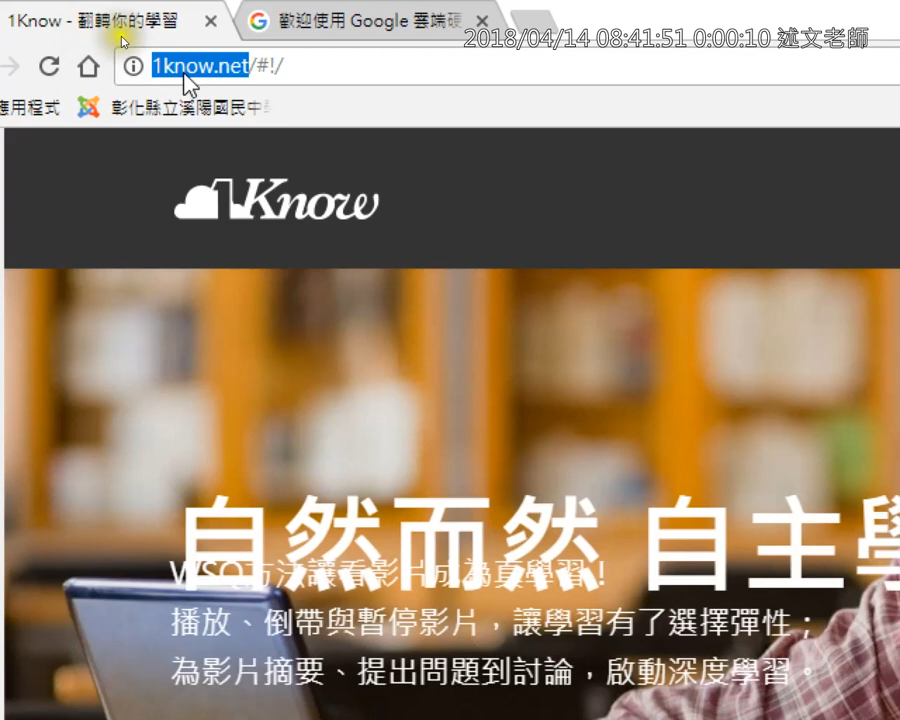 1Know - 翻轉你的學習
歡迎使用 Google 雲端硬
2018/04/14 08:41:51 0:00:10 述文老師
1know.net/#!/
應用程式
彰化縣立溪陽國民中學
1Know
自然而然 自主學
WSQ方法讓看影片成為真學習!
播放、倒帶與暫停影片,讓學習有了選擇彈性;
為影片摘要、提出問題到討論,啟動深度學習。